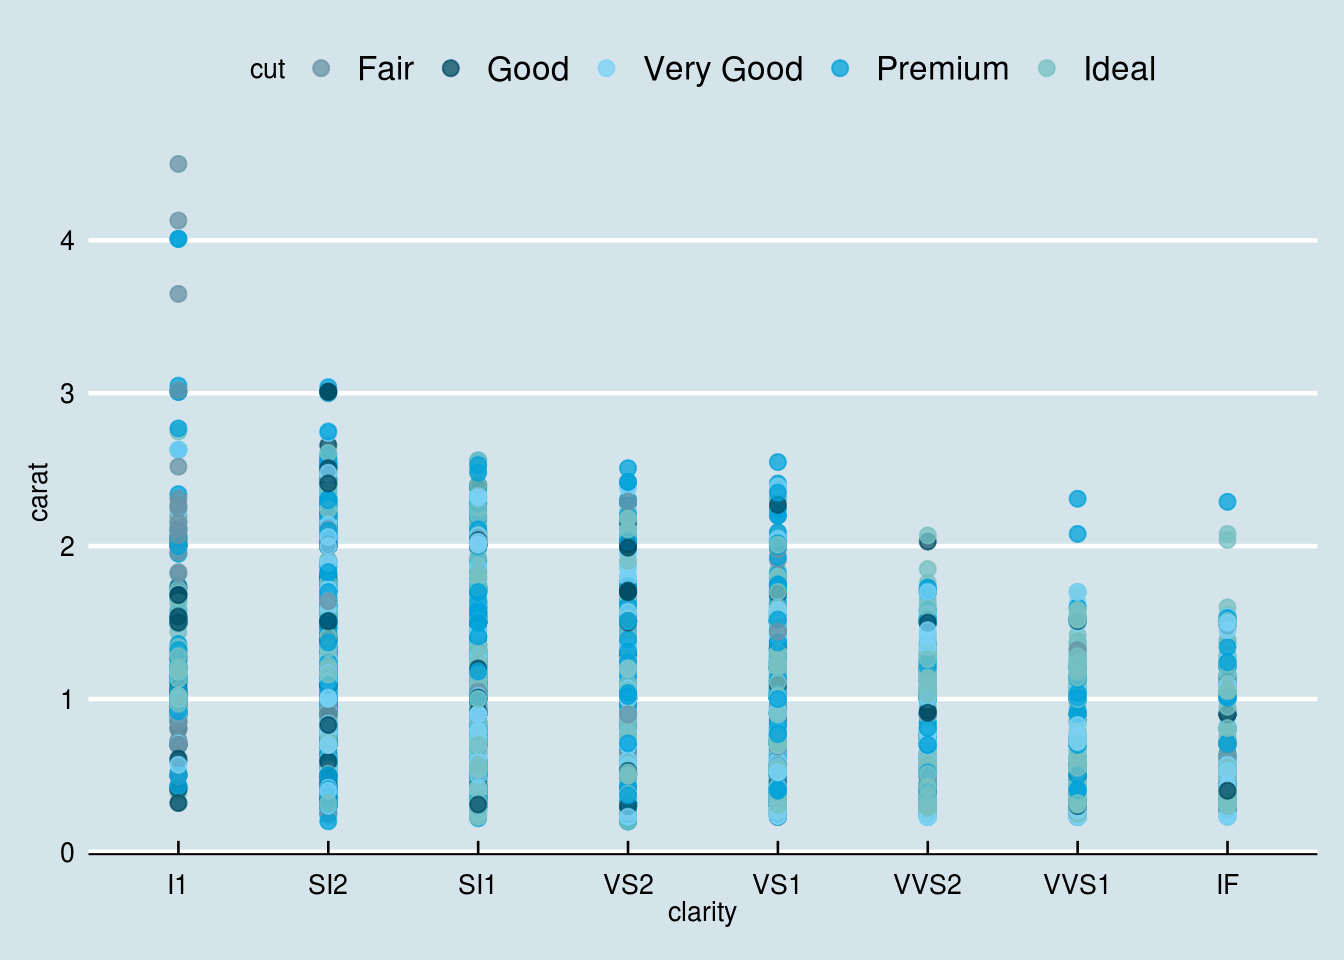 cut Fair Good Very Good Premium Ideal
4
3
2
1
0
carat
I1 SI2 SI1 VS2 VS1 VVS2 VVS1 IF
clarity